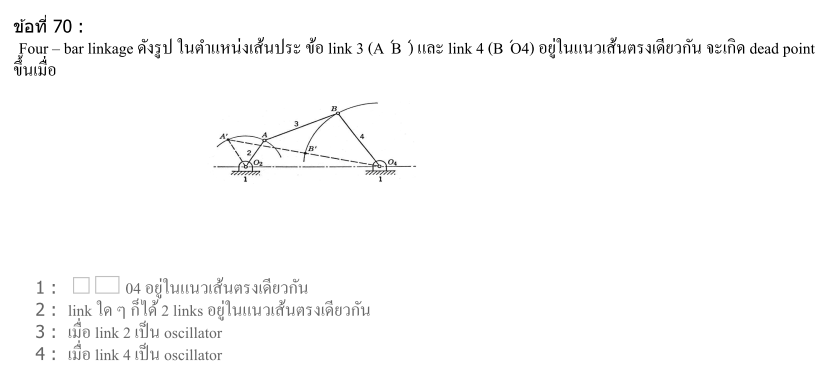 ข้อที่ 70 :
Four – bar linkage ดังรูป ในตำแหน่งเส้นประ ข้อ link 3 (A ́B ́) และ link 4 (B ́O4) อยู่ในแนวเส้นตรงเดียวกัน จะเกิด dead point
ขึ้นเมื่อ
B
3
A'
A
4
2
B'
O2
O4
1
1
1 : 04 อยู่ในแนวเส้นตรงเดียวกัน
2 : link ใด ๆ ก็ได้ 2 links อยู่ในแนวเส้นตรงเดียวกัน
3 : เมื่อ link 2 เป็น oscillator
4 : เมื่อ link 4 เป็น oscillator